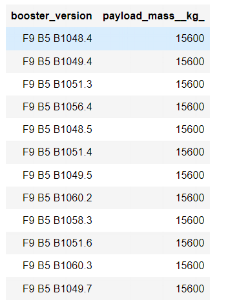 booster_version payload_mass__kg_
F9 B5 B1048.4 15600
F9 B5 B1049.4 15600
F9 B5 B1051.3 15600
F9 B5 B1056.4 15600
F9 B5 B1048.5 15600
F9 B5 B1051.4 15600
F9 B5 B1049.5 15600
F9 B5 B1060.2 15600
F9 B5 B1058.3 15600
F9 B5 B1051.6 15600
F9 B5 B1060.3 15600
F9 B5 B1049.7 15600